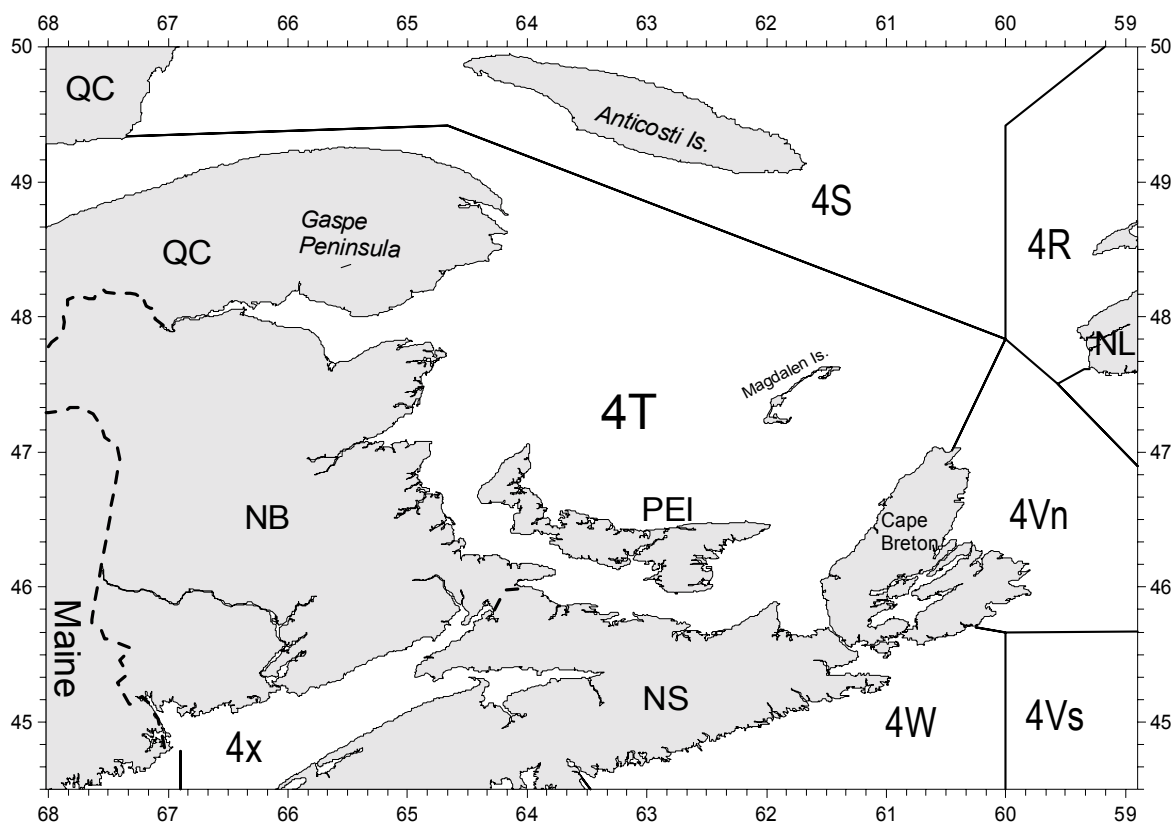 68 67 66 65 64 63 62 61 60 59
50 50
QC
Anticosti Is.
49 49
4S
Gaspe
Peninsula
QC
4R
48 48
NL
Magdalen Is.
4T
47 47
PEI
NB
Cape
Breton
4Vn
46 46
Maine
NS
4W
4Vs
45 45
4x
68 67 66 65 64 63 62 61 60 59